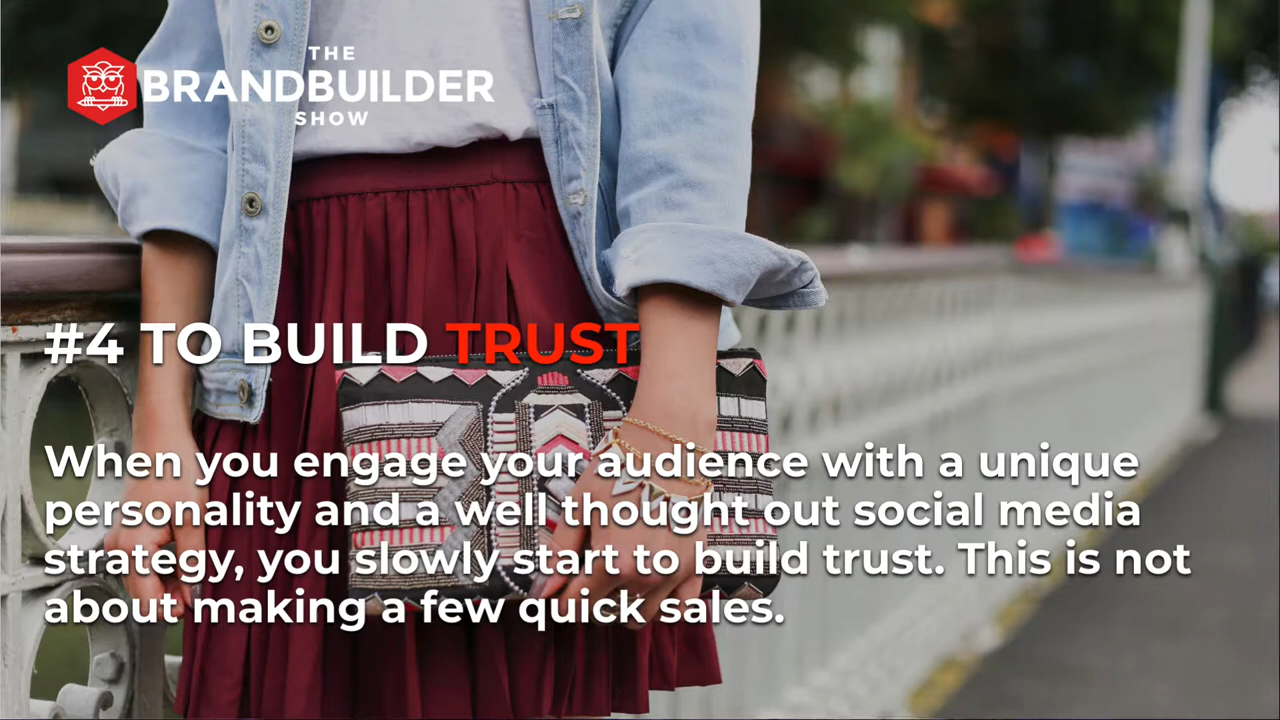 THE
BRANDBUILDER
SHOW
#4 TO BUILD TRUST
When you engage your audience with a unique
personality and a well thought out social media
strategy, you slowly start to build trust. This is not
about making a few quick sales.